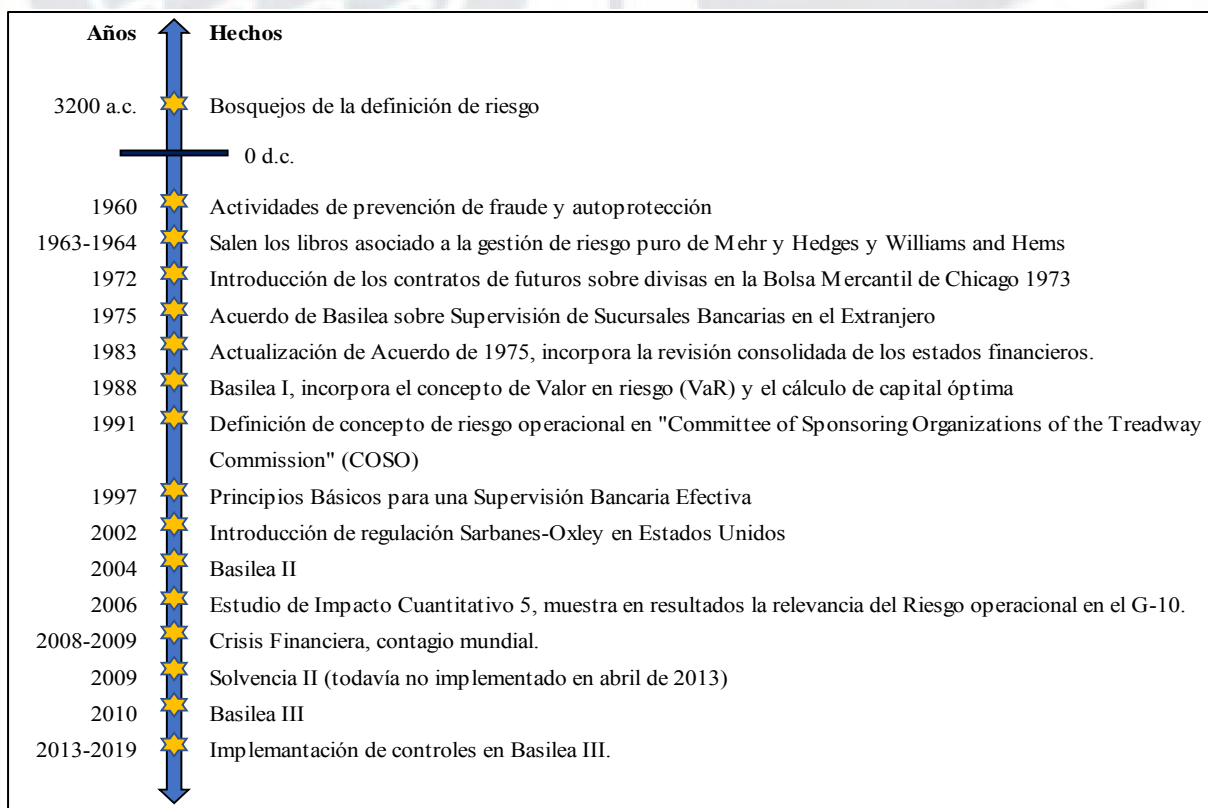 Años Hechos
3200 a.c. Bosquejos de la definición de riesgo
0 d.c.
1960 Actividades de prevención de fraude y autoprotección
1963-1964 Salen los libros asociado a la gestión de riesgo puro de Mehr y Hedges y Williams and Hems
1972 Introducción de los contratos de futuros sobre divisas en la Bolsa Mercantil de Chicago 1973
1975 Acuerdo de Basilea sobre Supervisión de Sucursales Bancarias en el Extranjero
1983 Actualización de Acuerdo de 1975, incorpora la revisión consolidada de los estados financieros.
1988 Basilea I, incorpora el concepto de Valor en riesgo (VaR) y el cálculo de capital óptima
1991 Definición de concepto de riesgo operacional en "Committee of Sponsoring Organizations of the Treadway
Commission" (COSO)
1997 Principios Básicos para una Supervisión Bancaria Efectiva
2002 Introducción de regulación Sarbanes-Oxley en Estados Unidos
2004 Basilea II
2006 Estudio de Impacto Cuantitativo 5, muestra en resultados la relevancia del Riesgo operacional en el G-10.
2008-2009 Crisis Financiera, contagio mundial.
2009 Solvencia II (todavía no implementado en abril de 2013)
2010 Basilea III
2013-2019 Implemantación de controles en Basilea III.